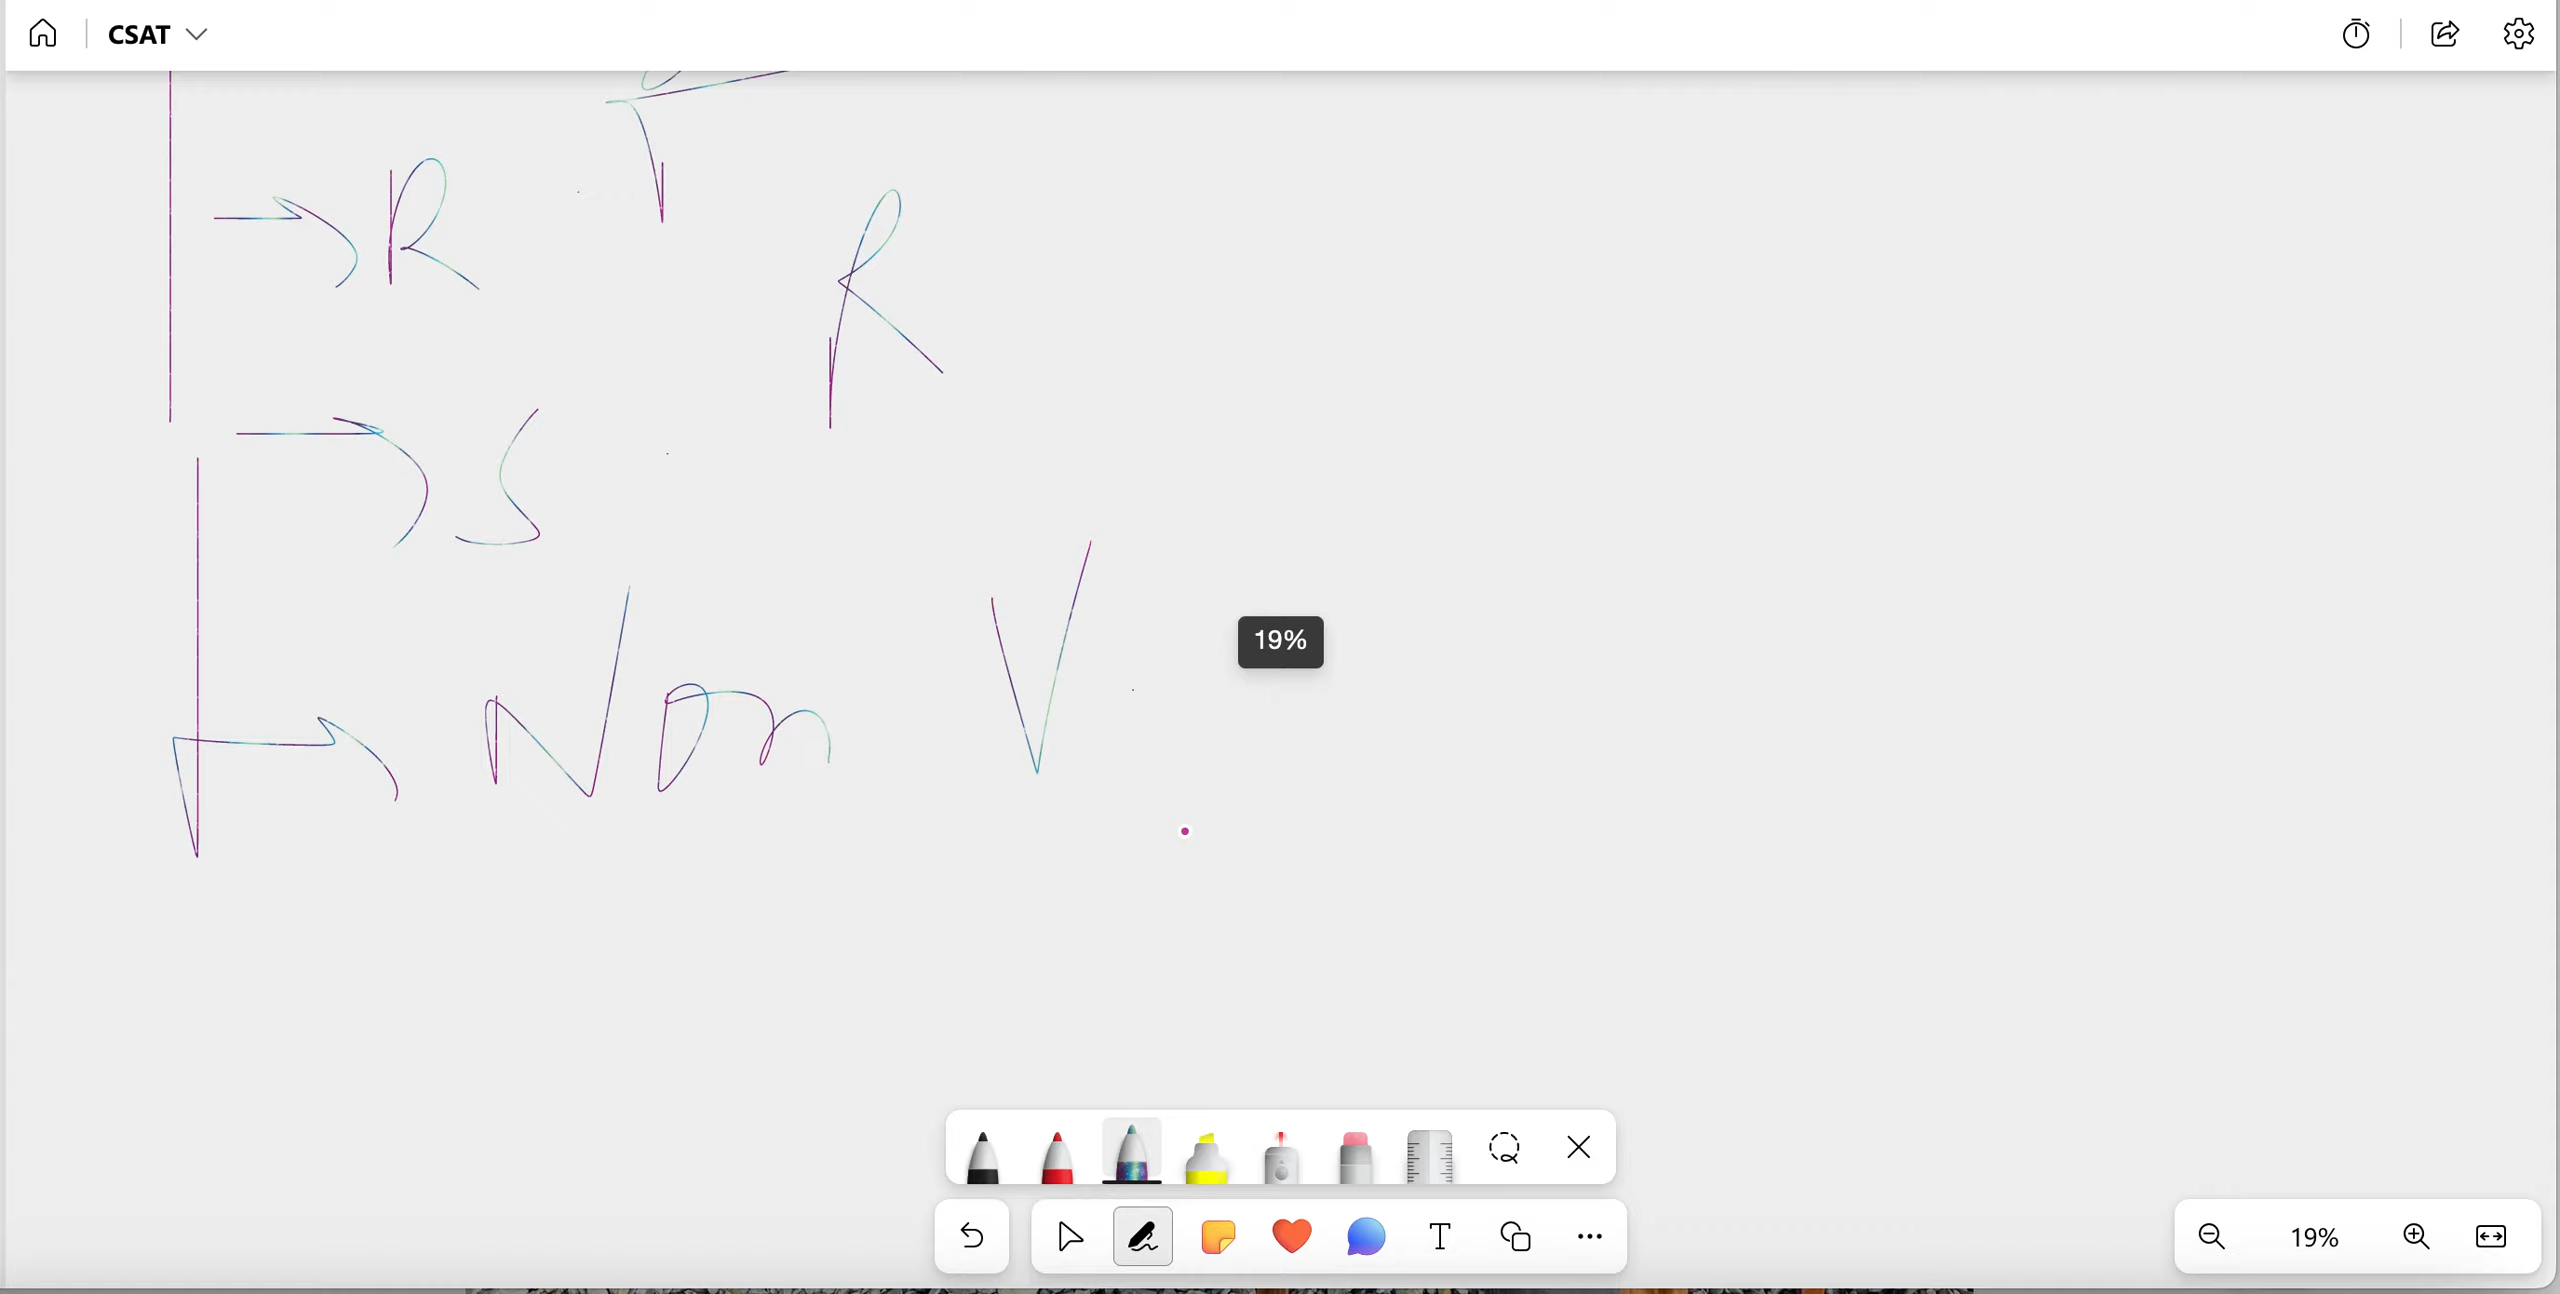 CSAT
→ R
R
→ S
→ Non V
19%
T
19%